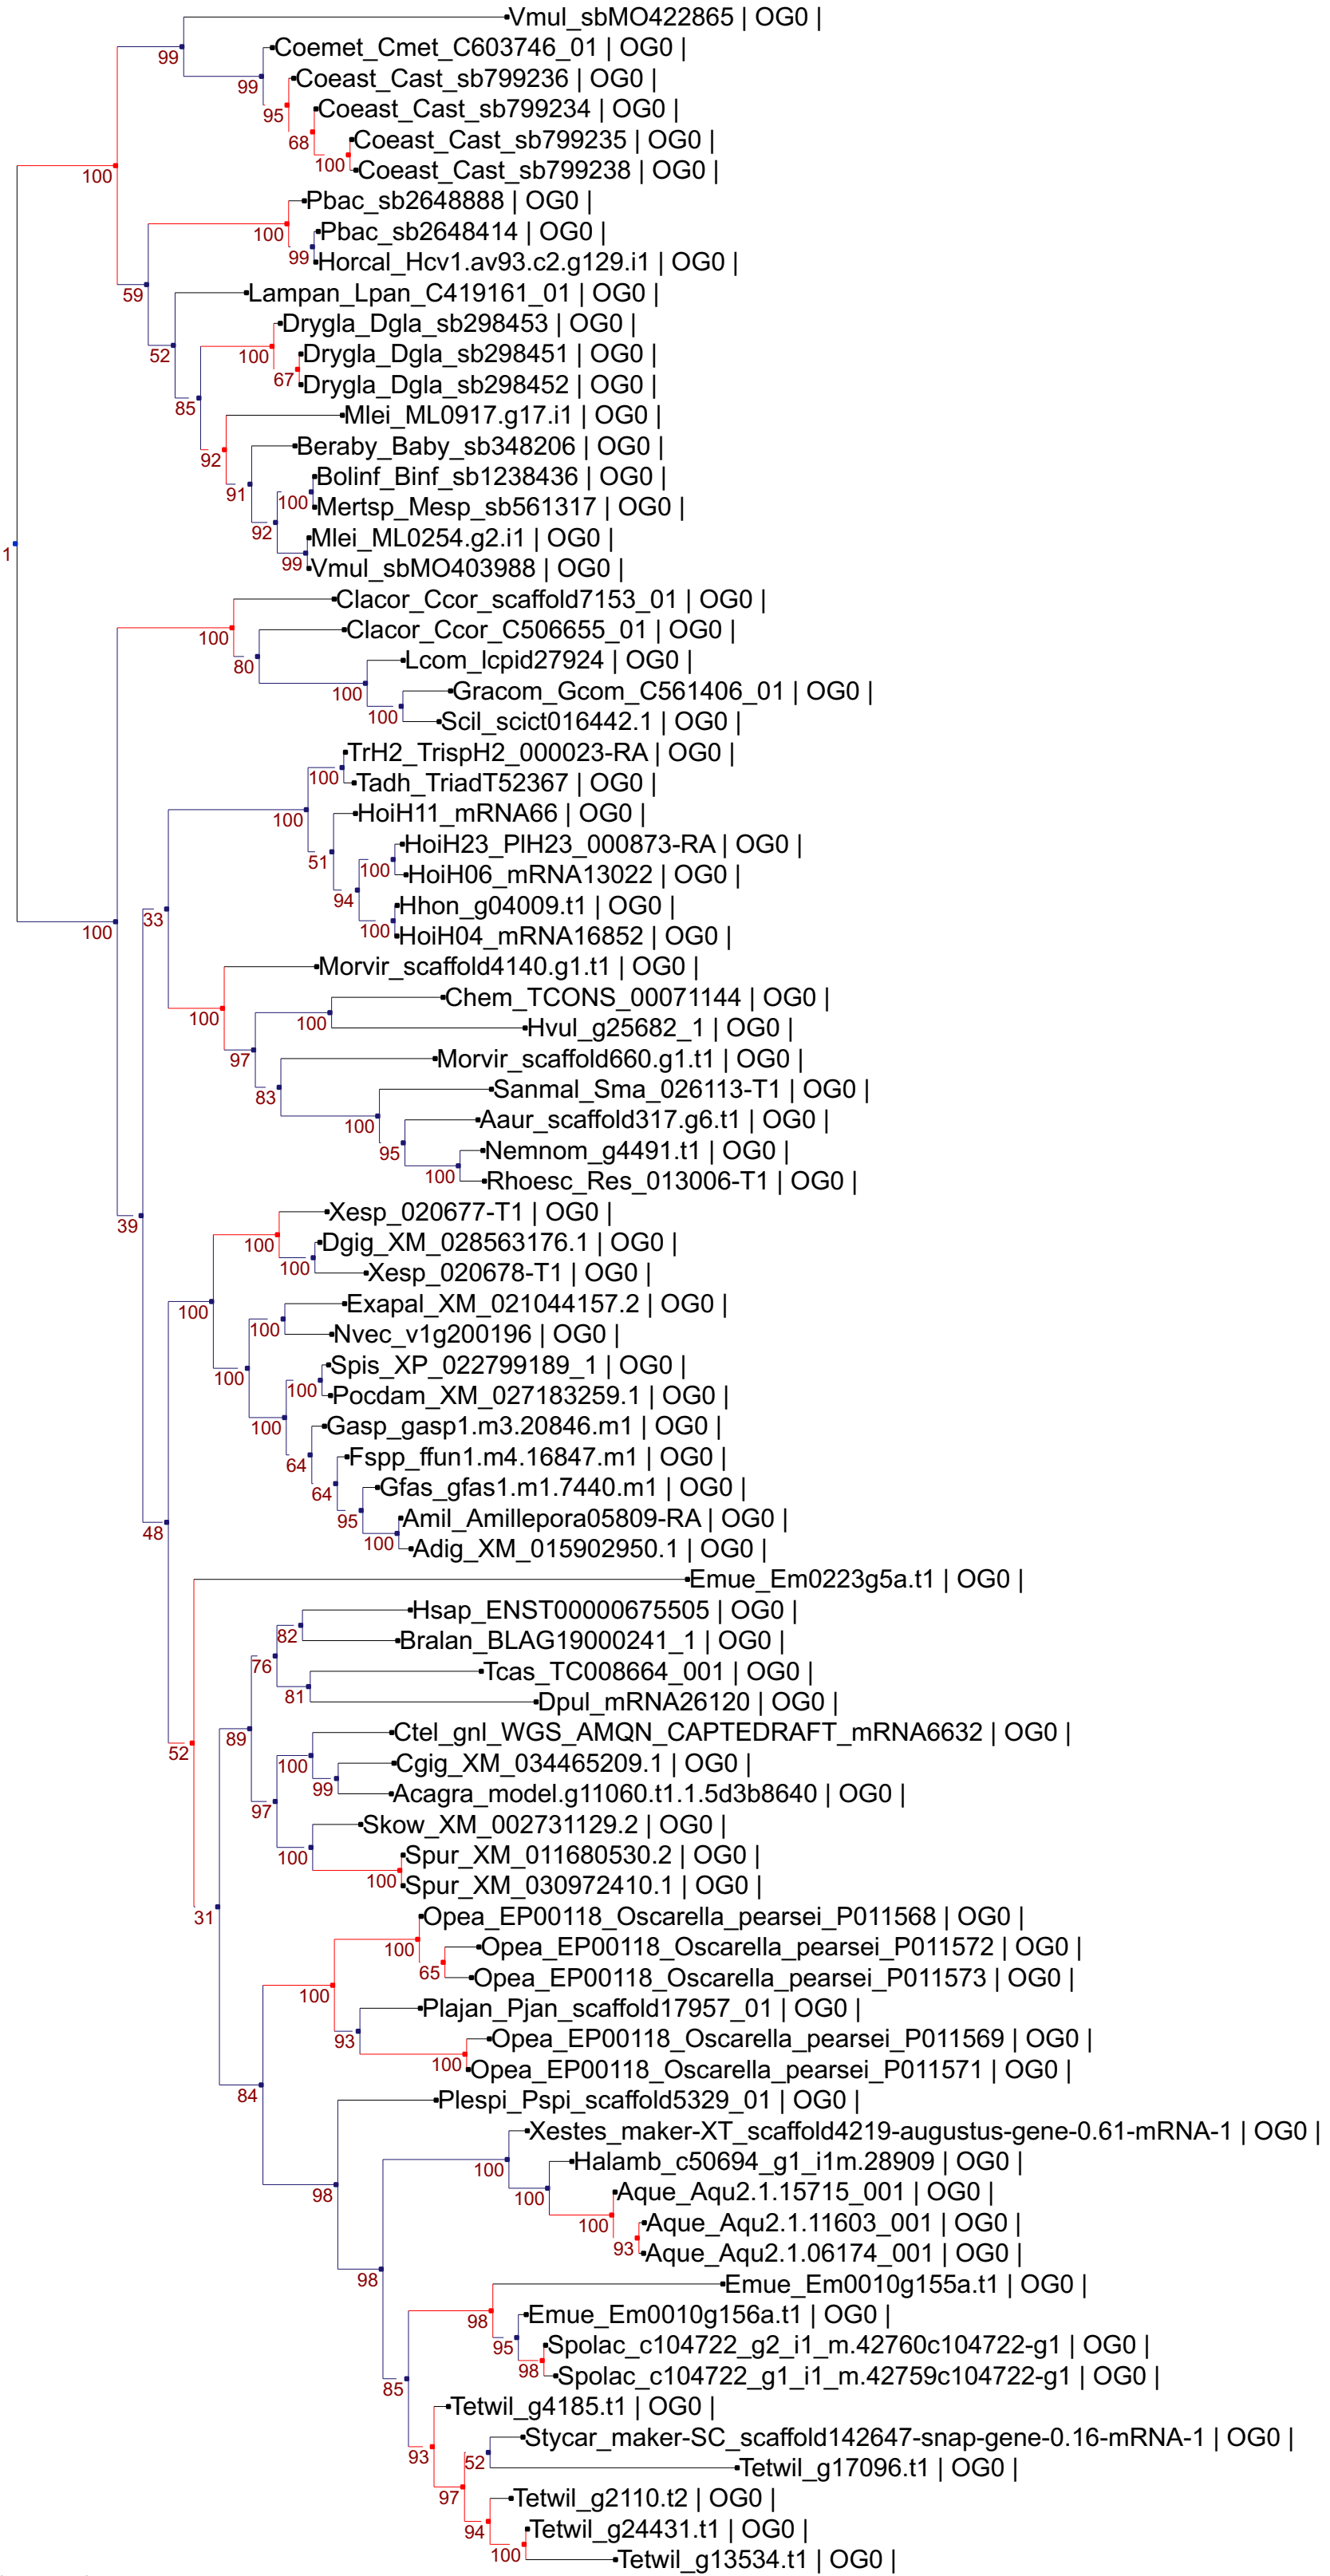 Vmul_sbMO422865 | OG0 |
99
Coemet_Cmet_C603746_01 | OG0 |
99
Coeast_Cast_sb799236 | OG0 |
95
Coeast_Cast_sb799234 | OG0 |
68
Coeast_Cast_sb799235 | OG0 |
100
Coeast_Cast_sb799238 | OG0 |
100
Pbac_sb2648888 | OG0 |
100
Pbac_sb2648414 | OG0 |
99
Horcal_Hcv1.av93.c2.g129.i1 | OG0 |
59
Lampan_Lpan_C419161_01 | OG0 |
Drygla_Dgla_sb298453 | OG0 |
52
100
Drygla_Dgla_sb298451 | OG0 |
67
Drygla_Dgla_sb298452 | OG0 |
85
Mlei_ML0917.g17.i1 | OG0 |
92
Beraby_Baby_sb348206 | OG0 |
Bolinf_Binf_sb1238436 | OG0 |
91
100
Mertsp_Mesp_sb561317 | OG0 |
92
Mlei_ML0254.g2.i1 | OG0 |
1
99
Vmul_sbMO403988 | OG0 |
Clacor_Ccor_scaffold7153_01 | OG0 |
100
Clacor_Ccor_C506655_01 | OG0 |
80
Lcom_lcpid27924 | OG0 |
100
Gracom_Gcom_C561406_01 | OG0 |
100
Scil_scict016442.1 | OG0 |
TrH2_TrispH2_000023-RA | OG0 |
100
Tadh_TriadT52367 | OG0 |
100
HoiH11_mRNA66 | OG0 |
HoiH23_PlH23_000873-RA | OG0 |
51
100
HoiH06_mRNA13022 | OG0 |
94
Hhon_g04009.t1 | OG0 |
33
100
100
HoiH04_mRNA16852 | OG0 |
Morvir_scaffold4140.g1.t1 | OG0 |
100
Chem_TCONS_00071144 | OG0 |
100
Hvul_g25682_1 | OG0 |
97
Morvir_scaffold660.g1.t1 | OG0 |
83
Sanmal_Sma_026113-T1 | OG0 |
100
Aaur_scaffold317.g6.t1 | OG0 |
95
Nemnom_g4491.t1 | OG0 |
100
Rhoesc_Res_013006-T1 | OG0 |
39
Xesp_020677-T1 | OG0 |
100
Dgig_XM_028563176.1 | OG0 |
100
Xesp_020678-T1 | OG0 |
100
Exapal_XM_021044157.2 | OG0 |
100
Nvec_v1g200196 | OG0 |
Spis_XP_022799189_1 | OG0 |
100
100
Pocdam_XM_027183259.1 | OG0 |
100
Gasp_gasp1.m3.20846.m1 | OG0 |
64
Fspp_ffun1.m4.16847.m1 | OG0 |
64
Gfas_gfas1.m1.7440.m1 | OG0 |
95
Amil_Amillepora05809-RA | OG0 |
48
100
Adig_XM_015902950.1 | OG0 |
Emue_Em0223g5a.t1 | OG0 |
Hsap_ENST00000675505 | OG0 |
82
Bralan_BLAG19000241_1 | OG0 |
76
Tcas_TC008664_001 | OG0 |
81
Dpul_mRNA26120 | OG0 |
89
Ctel_gnl_WGS_AMQN_CAPTEDRAFT_mRNA6632 | OG0 |
52
100
Cgig_XM_034465209.1 | OG0 |
99
Acagra_model.g11060.t1.1.5d3b8640 | OG0 |
97
Skow_XM_002731129.2 | OG0 |
100
Spur_XM_011680530.2 | OG0 |
100
Spur_XM_030972410.1 | OG0 |
31
Opea_EP00118_Oscarella_pearsei_P011568 | OG0 |
100
Opea_EP00118_Oscarella_pearsei_P011572 | OG0 |
65
Opea_EP00118_Oscarella_pearsei_P011573 | OG0 |
100
Plajan_Pjan_scaffold17957_01 | OG0 |
93
Opea_EP00118_Oscarella_pearsei_P011569 | OG0 |
100
Opea_EP00118_Oscarella_pearsei_P011571 | OG0 |
84
Plespi_Pspi_scaffold5329_01 | OG0 |
Xestes_maker-XT_scaffold4219-augustus-gene-0.61-mRNA-1 | OG0 |
100
Halamb_c50694_g1_i1m.28909 | OG0 |
98
100
Aque_Aqu2.1.15715_001 | OG0 |
100
Aque_Aqu2.1.11603_001 | OG0 |
93
Aque_Aqu2.1.06174_001 | OG0 |
98
Emue_Em0010g155a.t1 | OG0 |
98
Emue_Em0010g156a.t1 | OG0 |
95
Spolac_c104722_g2_i1_m.42760c104722-g1 | OG0 |
98
Spolac_c104722_g1_i1_m.42759c104722-g1 | OG0 |
85
Tetwil_g4185.t1 | OG0 |
Stycar_maker-SC_scaffold142647-snap-gene-0.16-mRNA-1 | OG0 |
93
52
Tetwil_g17096.t1 | OG0 |
97
Tetwil_g2110.t2 | OG0 |
94
Tetwil_g24431.t1 | OG0 |
100
Tetwil_g13534.t1 | OG0 |